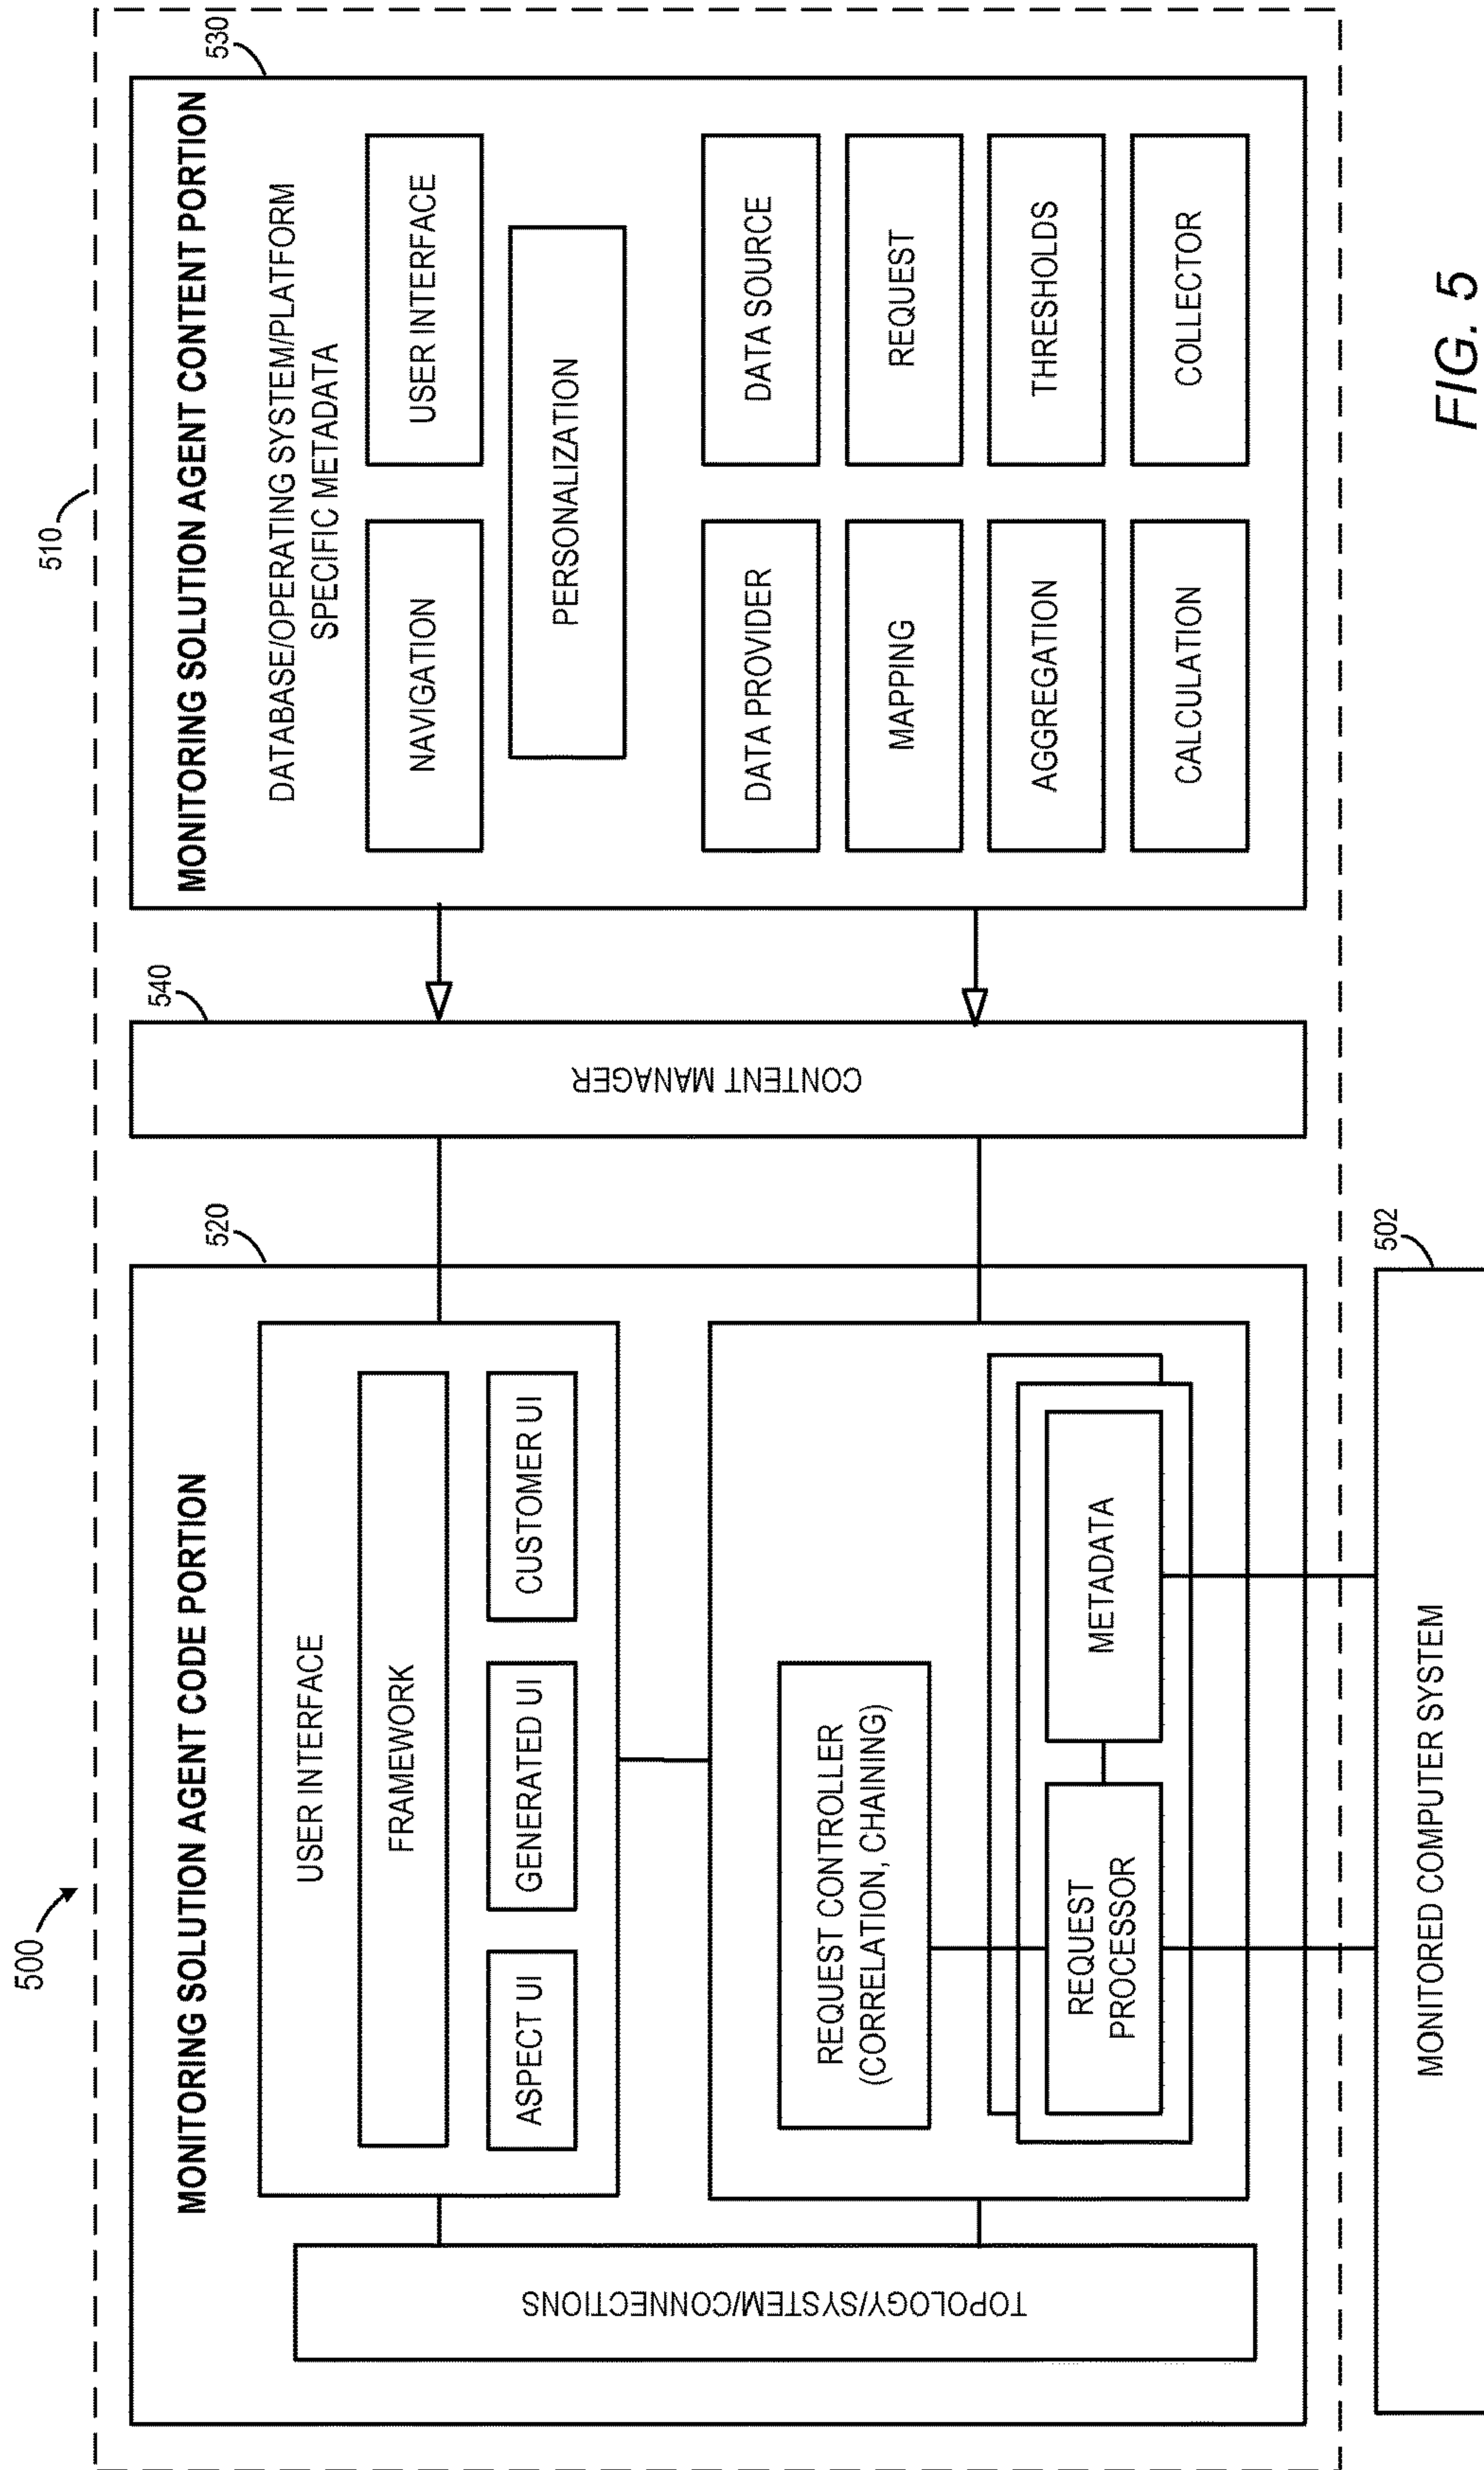 500
510
MONITORING SOLUTION AGENT CODE PORTION
520
USER INTERFACE
FRAMEWORK
ASPECT UI
GENERATED UI
CUSTOMER UI
TOPOLOGY/SYSTEM/CONNECTIONS
REQUEST CONTROLLER
(CORRELATION, CHAINING)
REQUEST
PROCESSOR
METADATA
540
CONTENT MANAGER
MONITORING SOLUTION AGENT CONTENT PORTION
530
DATABASE/OPERATING SYSTEM/PLATFORM
SPECIFIC METADATA
NAVIGATION
USER INTERFACE
PERSONALIZATION
DATA PROVIDER
DATA SOURCE
MAPPING
REQUEST
AGGREGATION
THRESHOLDS
CALCULATION
COLLECTOR
502
MONITORED COMPUTER SYSTEM
FIG. 5